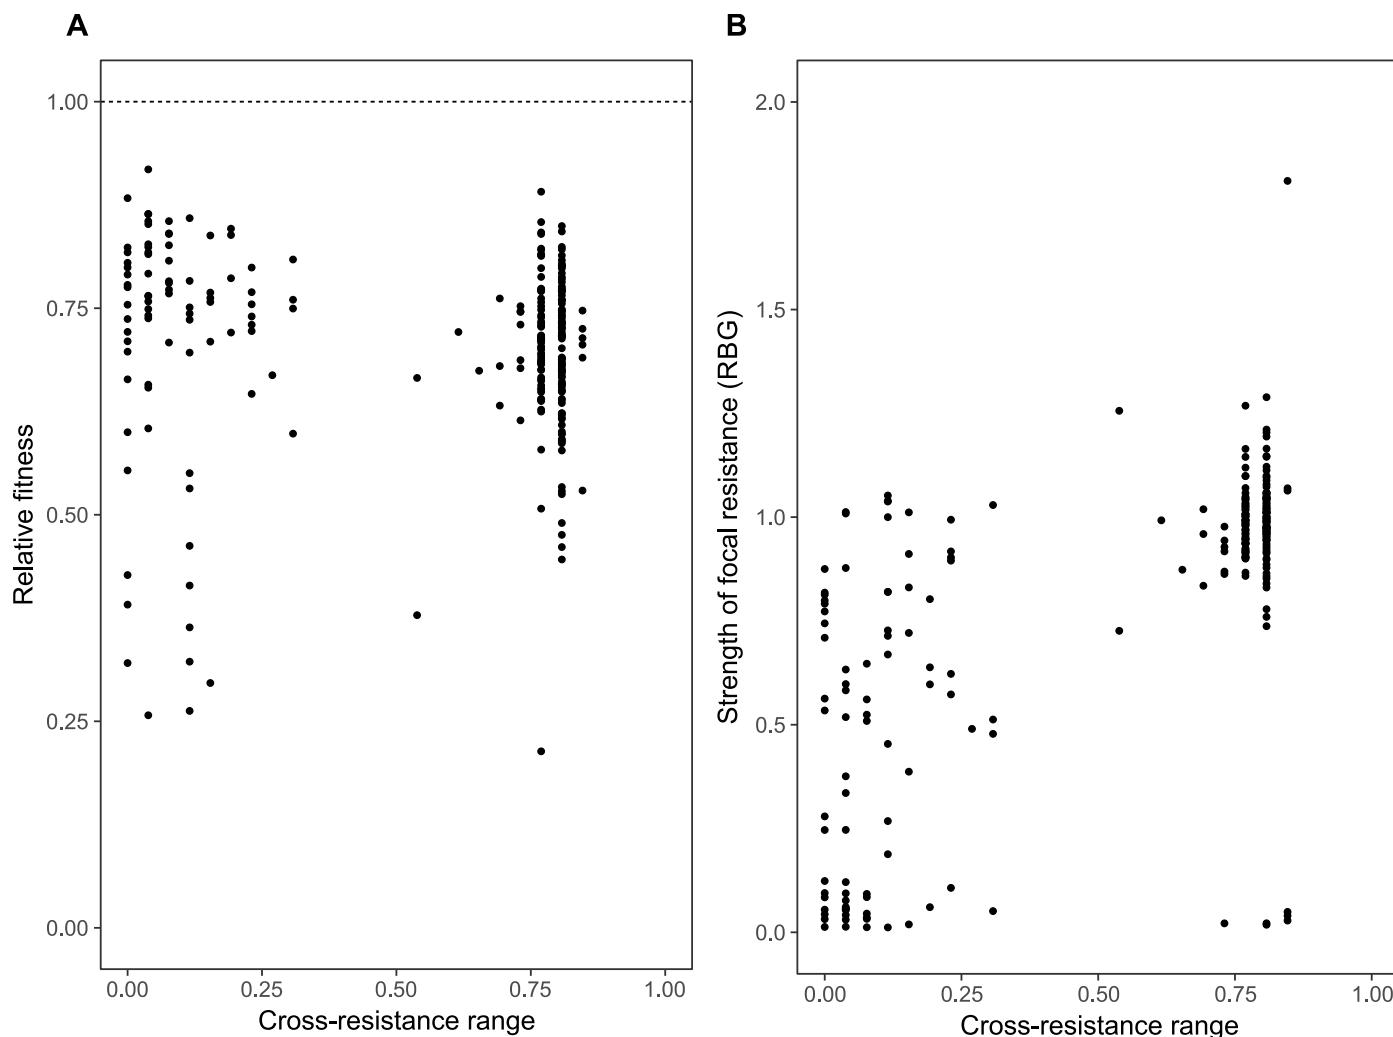 A
Relative fitness
1.00
0.75
0.50
0.25
0.00
0.00 0.25 0.50 0.75 1.00
Cross-resistance range
B
Strength of focal resistance (RBG)
2.0
1.5
1.0
0.5
0.0
0.00 0.25 0.50 0.75 1.00
Cross-resistance range